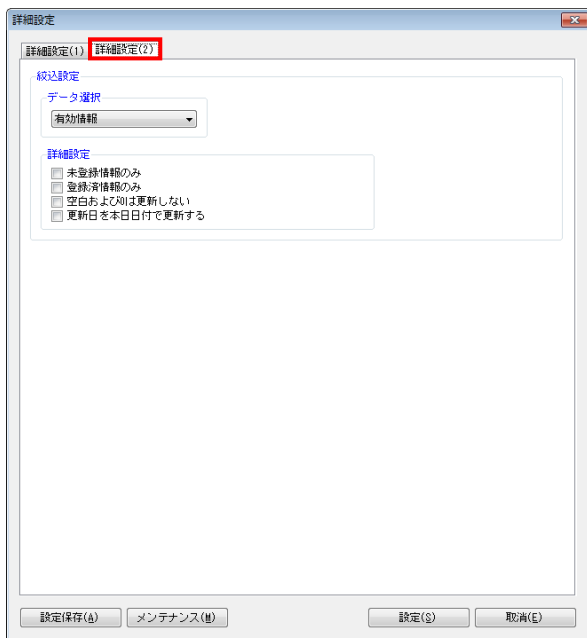 詳細設定
詳細設定(1) 詳細設定(2)
絞込設定
データ選択
有効情報
詳細設定
未登録情報のみ
登録済情報のみ
空白および0は更新しない
更新日を本日日付で更新する
設定保存(A) メンテナンス(M) 設定(S) 取消(E)